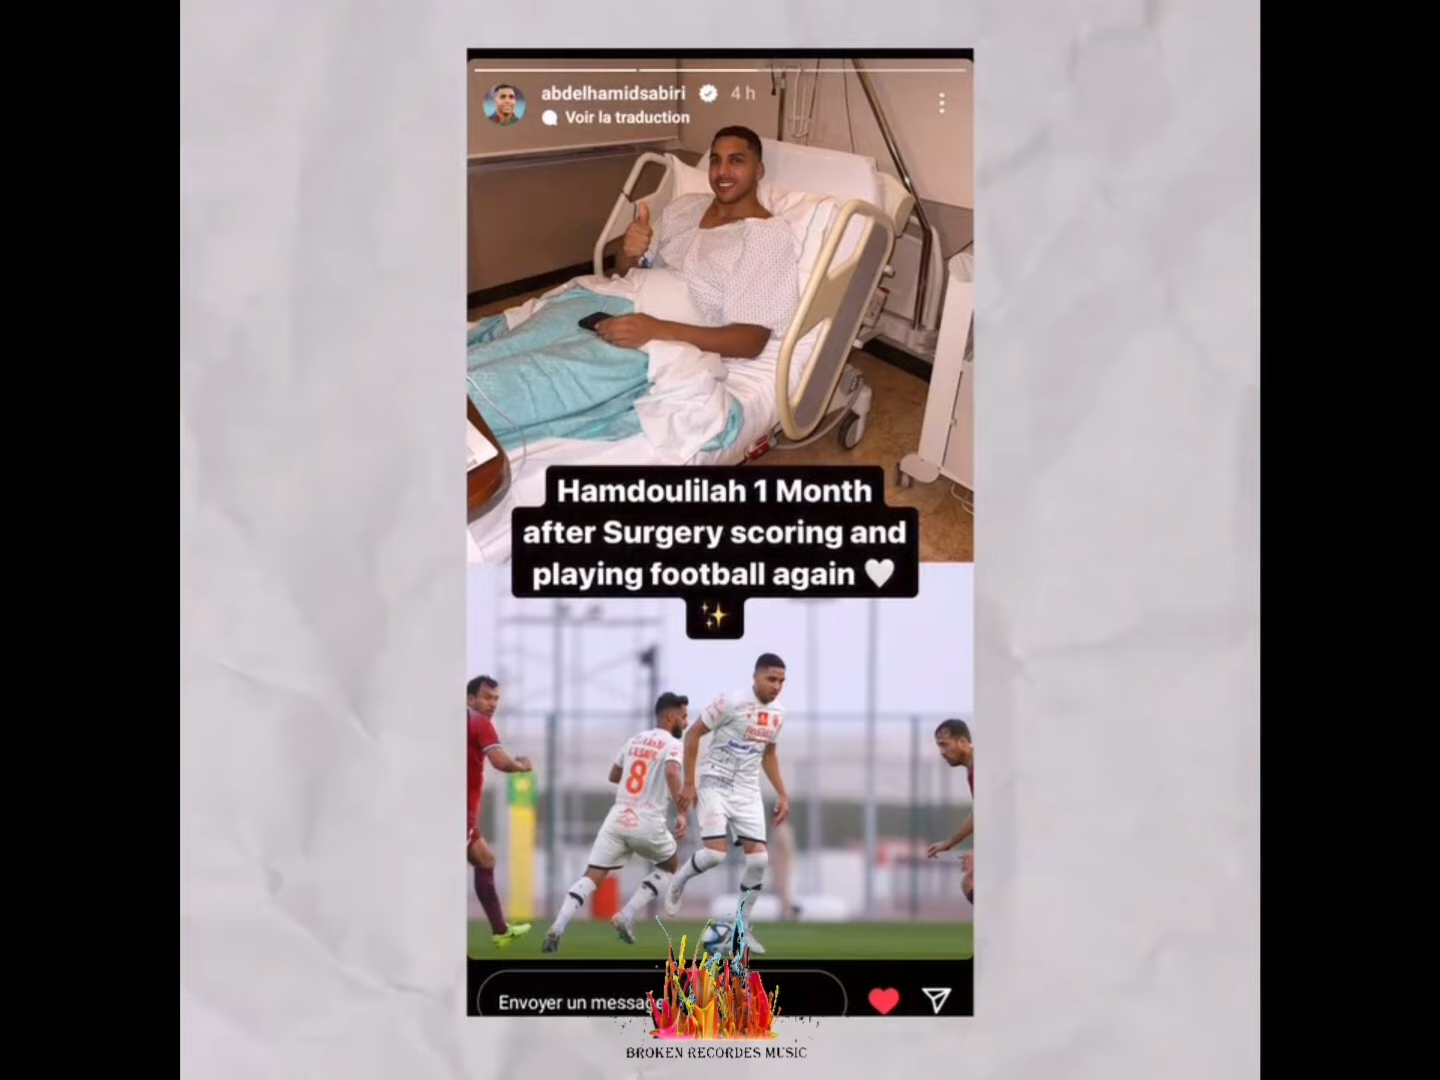 abdelhamidsabiri 4 h
Voir la traduction
Hamdoulilah 1 Month
after Surgery scoring and
playing football again 🤍
✨
8
Envoyer un message
BROKEN RECORDES MUSIC